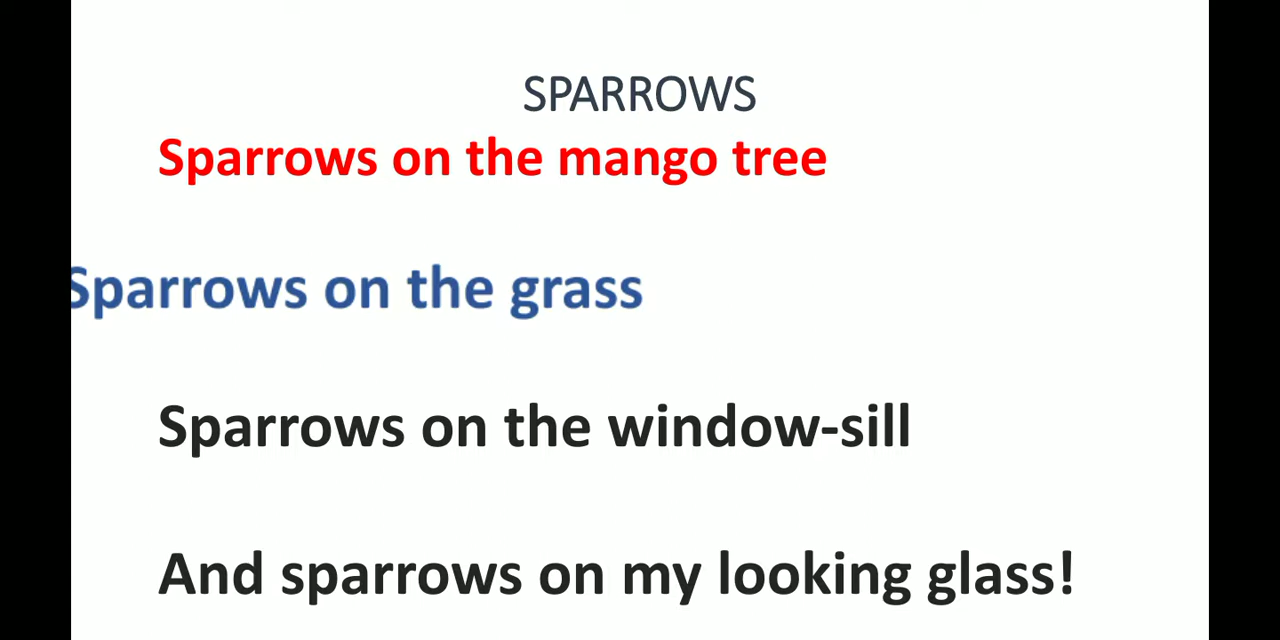 SPARROWS
Sparrows on the mango tree
Sparrows on the grass
Sparrows on the window-sill
And sparrows on my looking glass!